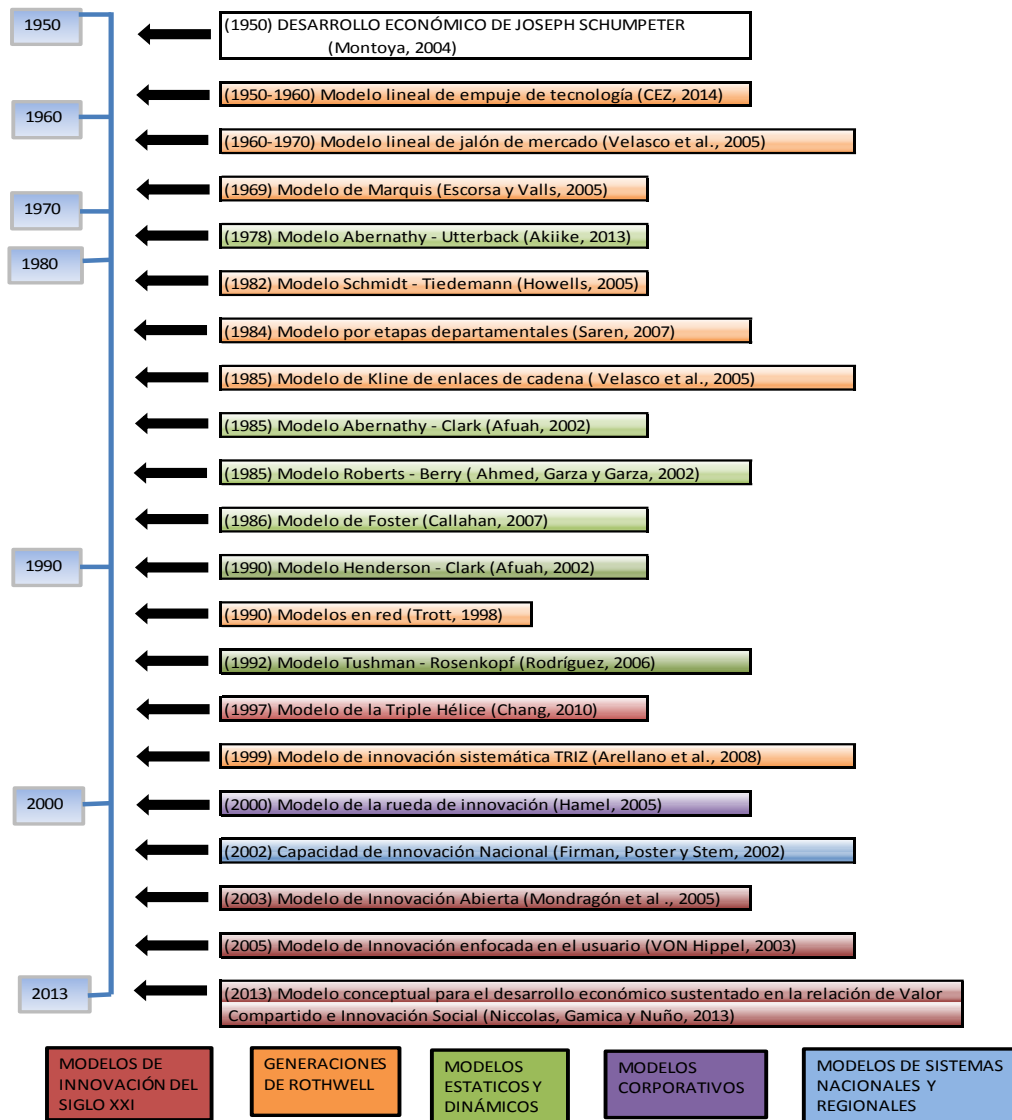 1950
(1950) DESARROLLO ECONÓMICO DE JOSEPH SCHUMPETER
(Montoya, 2004)
(1950-1960) Modelo lineal de empuje de tecnología (CEZ, 2014)
1960
(1960-1970) Modelo lineal de jalón de mercado (Velasco et al., 2005)
(1969) Modelo de Marquis (Escorsa y Valls, 2005)
1970
(1978) Modelo Abernathy - Utterback (Akiike, 2013)
1980
(1982) Modelo Schmidt - Tiedemann (Howells, 2005)
(1984) Modelo por etapas departamentales (Saren, 2007)
(1985) Modelo de Kline de enlaces de cadena ( Velasco et al., 2005)
(1985) Modelo Abernathy - Clark (Afuah, 2002)
(1985) Modelo Roberts - Berry ( Ahmed, Garza y Garza, 2002)
(1986) Modelo de Foster (Callahan, 2007)
1990
(1990) Modelo Henderson - Clark (Afuah, 2002)
(1990) Modelos en red (Trott, 1998)
(1992) Modelo Tushman - Rosenkopf (Rodríguez, 2006)
(1997) Modelo de la Triple Hélice (Chang, 2010)
(1999) Modelo de innovación sistemática TRIZ (Arellano et al., 2008)
2000
(2000) Modelo de la rueda de innovación (Hamel, 2005)
(2002) Capacidad de Innovación Nacional (Firman, Poster y Stem, 2002)
(2003) Modelo de Innovación Abierta (Mondragón et al ., 2005)
(2005) Modelo de Innovación enfocada en el usuario (VON Hippel, 2003)
2013
(2013) Modelo conceptual para el desarrollo económico sustentado en la relación de Valor
Compartido e Innovación Social (Niccolas, Gamica y Nuño, 2013)
MODELOS DE
INNOVACIÓN DEL
SIGLO XXI
GENERACIONES
DE ROTHWELL
MODELOS
ESTATICOS Y
DINÁMICOS
MODELOS
CORPORATIVOS
MODELOS DE SISTEMAS
NACIONALES Y
REGIONALES